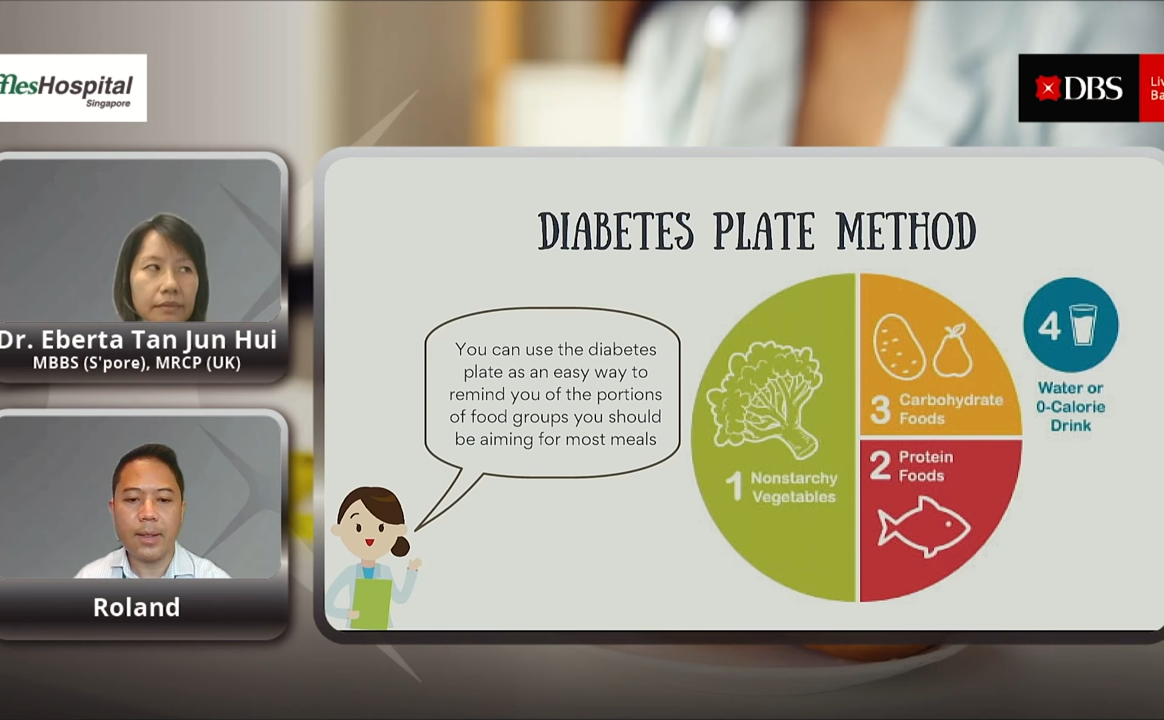 fflesHospital
Singapore
DBS
Dr. Eberta Tan Jun Hui
MBBS (S'pore), MRCP (UK)
Roland
DIABETES PLATE METHOD
You can use the diabetes
plate as an easy way to
remind you of the portions
of food groups you should
be aiming for most meals
1 Nonstarchy
Vegetables
3 Carbohydrate
Foods
2 Protein
Foods
4
Water or
0-Calorie
Drink